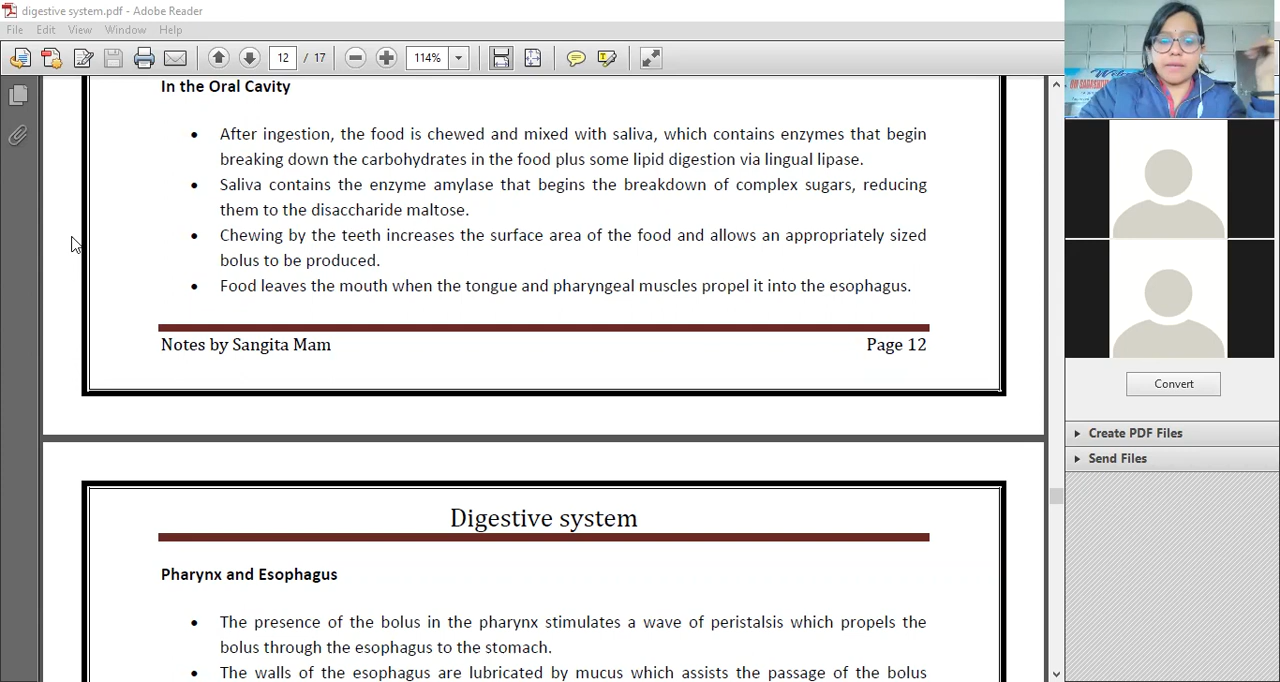 digestive system.pdf - Adobe Reader
File Edit View Window Help
12 / 17 114%
In the Oral Cavity
• After ingestion, the food is chewed and mixed with saliva, which contains enzymes that begin
breaking down the carbohydrates in the food plus some lipid digestion via lingual lipase.
• Saliva contains the enzyme amylase that begins the breakdown of complex sugars, reducing
them to the disaccharide maltose.
• Chewing by the teeth increases the surface area of the food and allows an appropriately sized
bolus to be produced.
• Food leaves the mouth when the tongue and pharyngeal muscles propel it into the esophagus.
Notes by Sangita Mam Page 12
Digestive system
Pharynx and Esophagus
• The presence of the bolus in the pharynx stimulates a wave of peristalsis which propels the
bolus through the esophagus to the stomach.
• The walls of the esophagus are lubricated by mucus which assists the passage of the bolus
Convert
Create PDF Files
Send Files